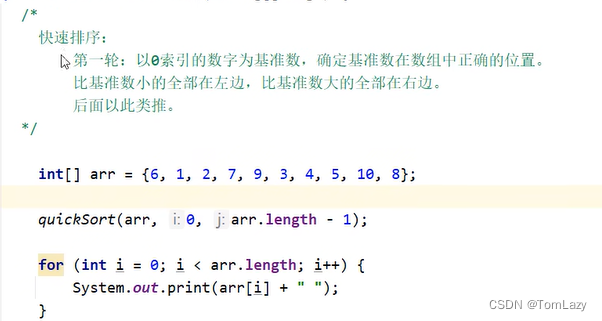 /*
快速排序:
第一轮：以0索引的数字为基准数，确定基准数在数组中正确的位置。
比基准数小的全部在左边，比基准数大的全部在右边。
后面以此类推。
*/
int[] arr = {6, 1, 2, 7, 9, 3, 4, 5, 10, 8};
quickSort(arr, i: 0, j: arr.length - 1);
for (int i = 0; i < arr.length; i++) {
System.out.print(arr[i] + " ");
}
CSDN @TomLazy